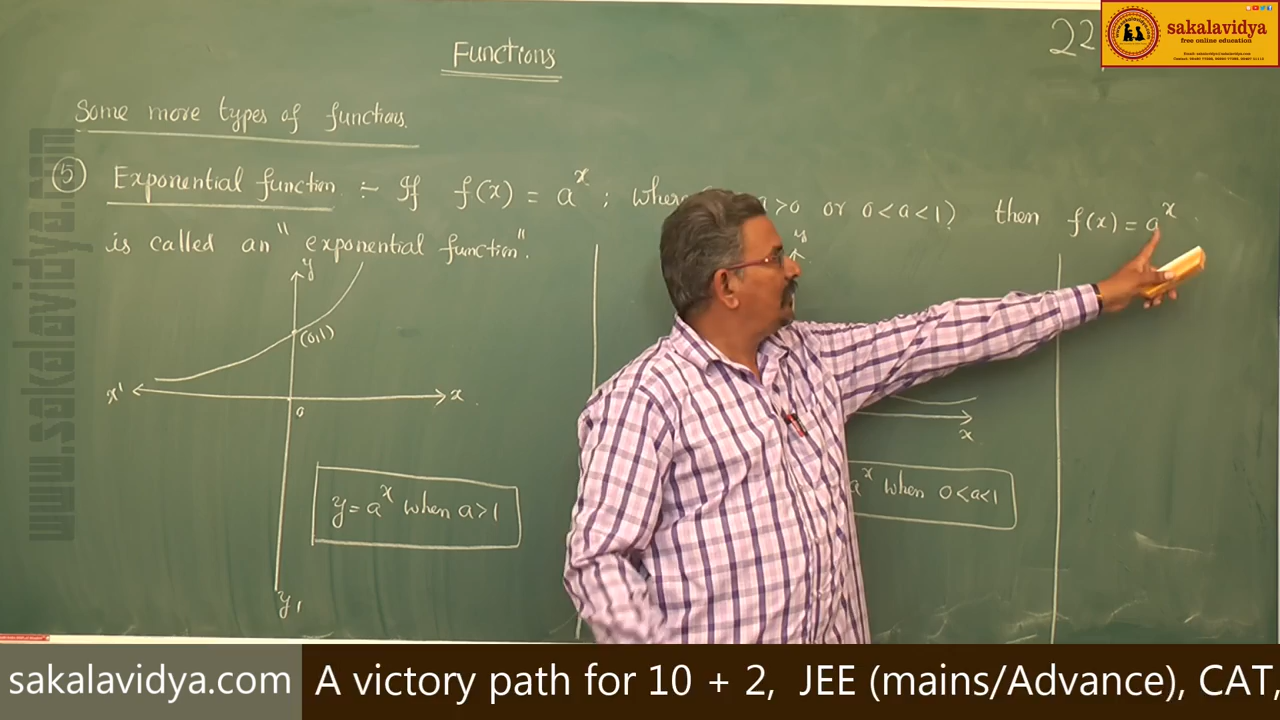 Functions
22
sakalavidya
free online education
Some more types of functions.
5 Exponential function :- If f(x) = a^x ; where a>0 or 0<a<1) then f(x) = a^x.
is called an "exponential function".
y
y
(0,1)
x' x
o
x
y = a^x when a>1
a^x when 0<a<1
y1
www.sakalavidya.com
sakalavidya.com A victory path for 10 + 2, JEE (mains/Advance), CAT,